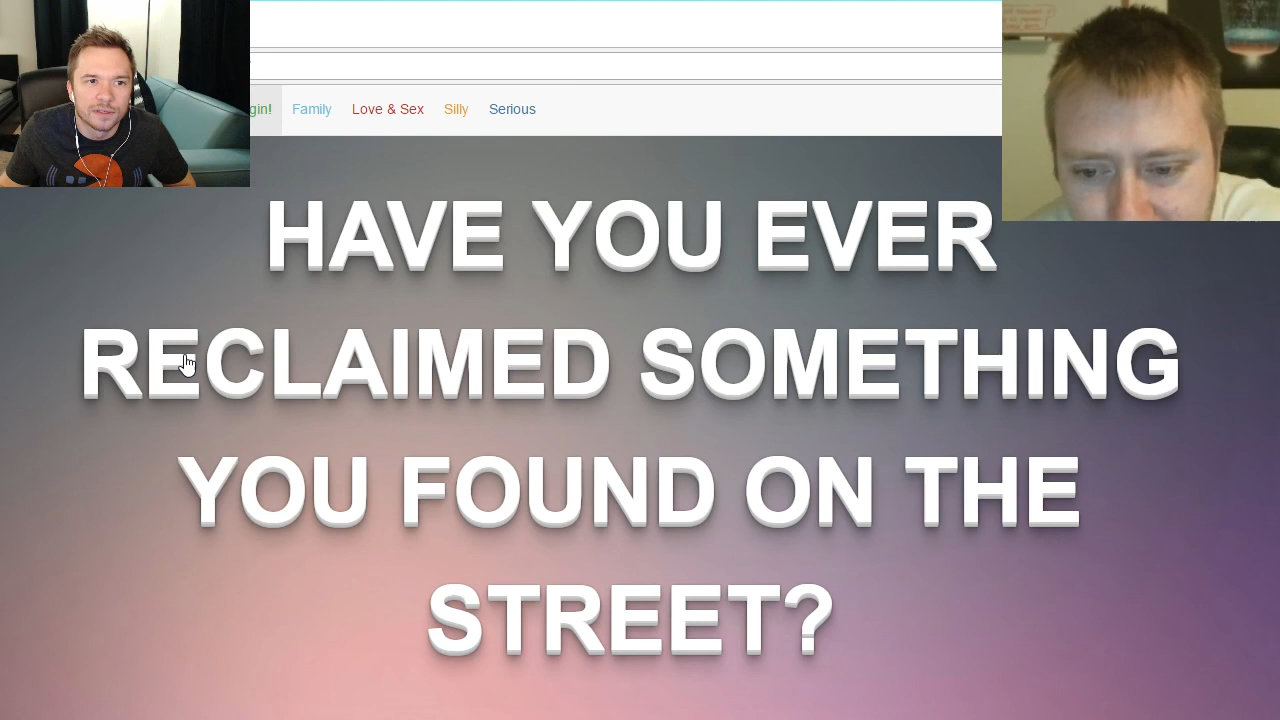 gin! Family Love & Sex Silly Serious
HAVE YOU EVER
RECLAIMED SOMETHING
YOU FOUND ON THE
STREET?